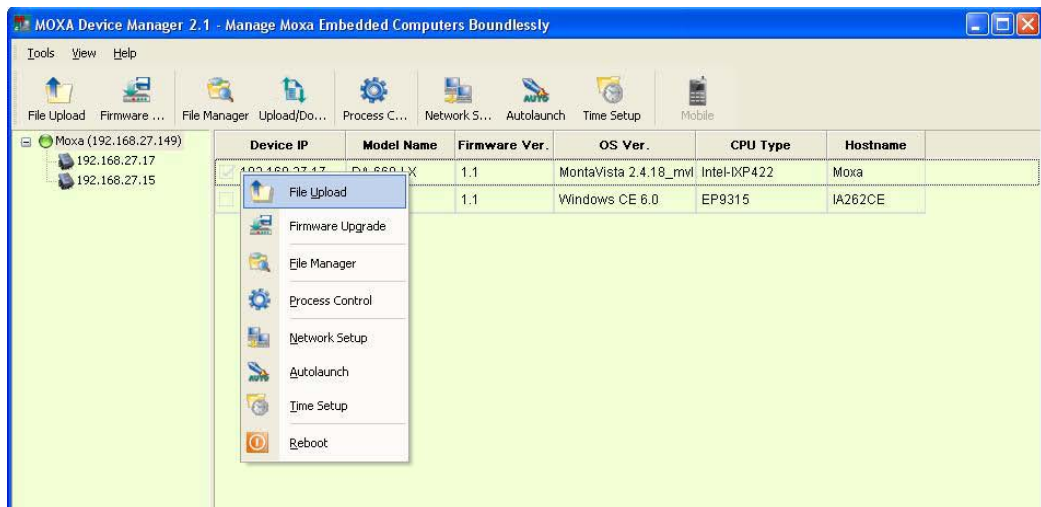 MOXA Device Manager 2.1 - Manage Moxa Embedded Computers Boundlessly
Tools View Help
File Upload Firmware ... File Manager Upload/Do... Process C... Network S... Autolaunch Time Setup Mobile
Moxa (192.168.27.149)
192.168.27.17
192.168.27.15
Device IP Model Name Firmware Ver. OS Ver. CPU Type Hostname
1.1 MontaVista 2.4.18_mvl Intel-IXP422 Moxa
1.1 Windows CE 6.0 EP9315 IA262CE
File Upload
Firmware Upgrade
File Manager
Process Control
Network Setup
AUTO Autolaunch
Time Setup
Reboot